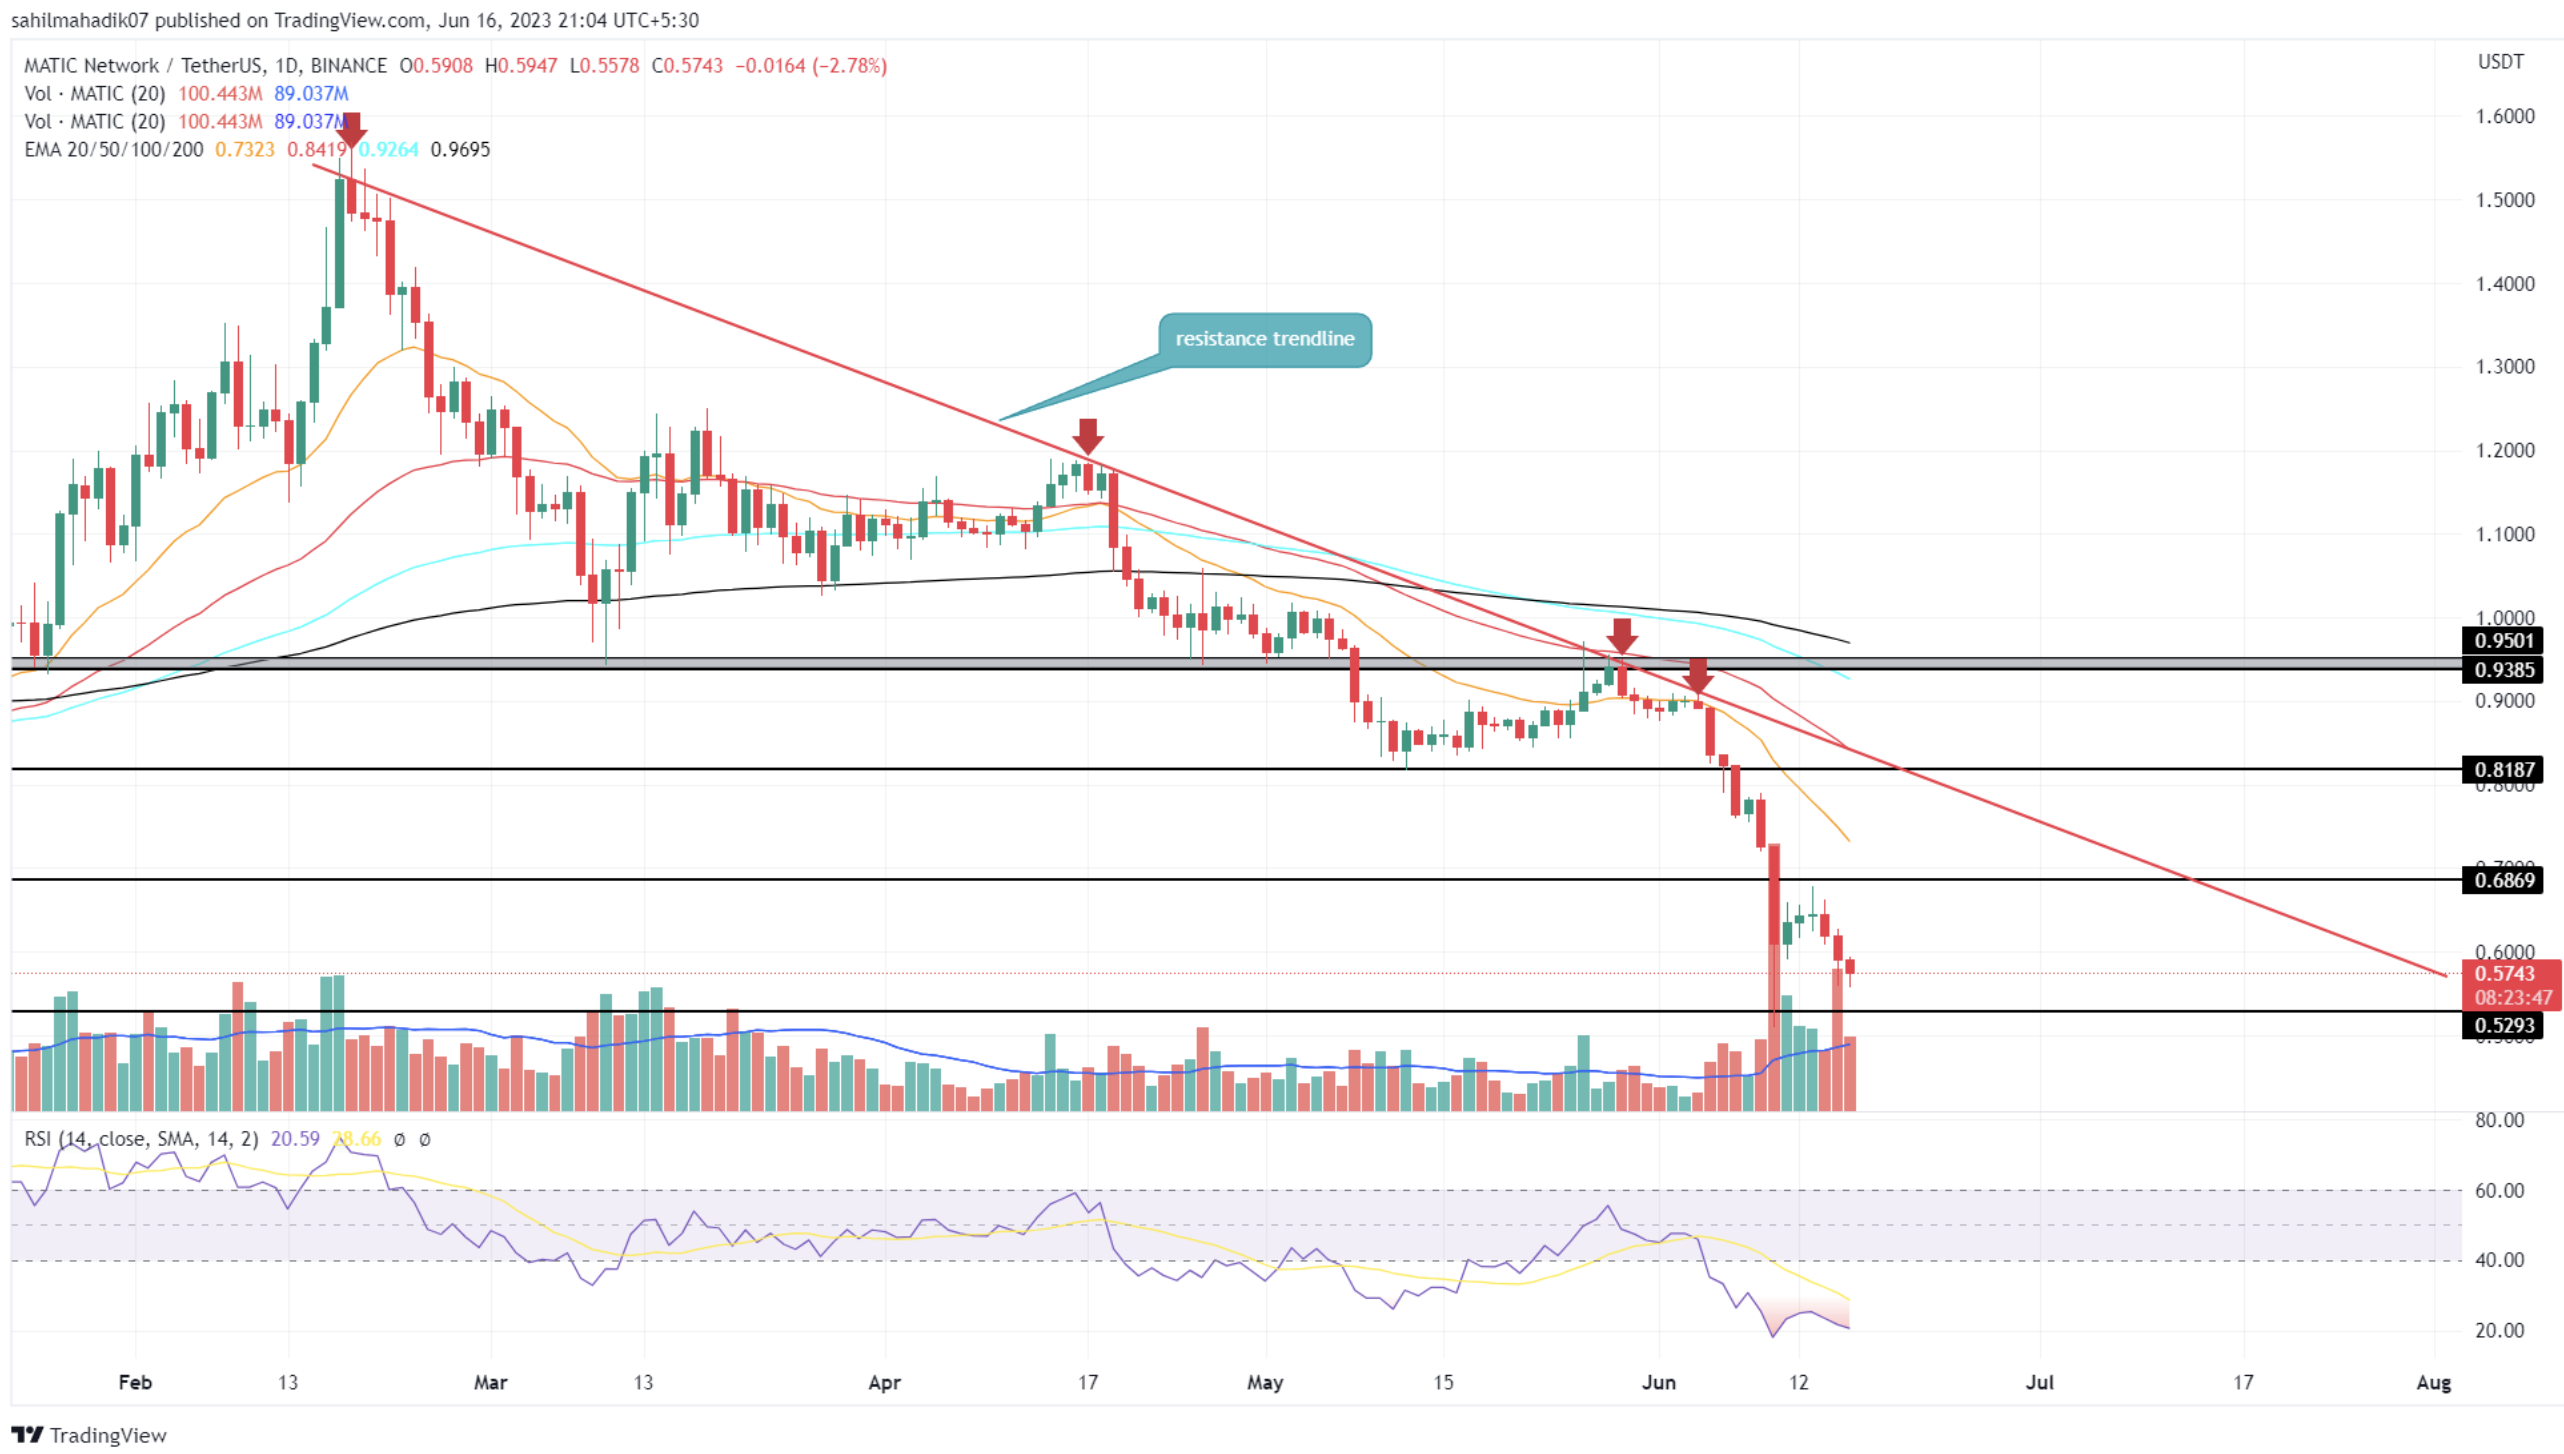 sahilmahadik07 published on TradingView.com, Jun 16, 2023 21:04 UTC+5:30
MATIC Network / TetherUS, 1D, BINANCE O0.5908 H0.5947 L0.5578 C0.5743 −0.0164 (−2.78%)
USDT
Vol · MATIC (20) 100.443M 89.037M
Vol · MATIC (20) 100.443M 89.037M
EMA 20/50/100/200 0.7323 0.8419 0.9264 0.9695
1.6000
1.5000
1.4000
resistance trendline
1.3000
1.2000
1.1000
1.0000
0.9501
0.9385
0.9000
0.8187
0.8000
0.7000
0.6869
0.6000
0.5743
08:23:47
0.5293
80.00
RSI (14, close, SMA, 14, 2) 20.59 28.66 ø ø
60.00
40.00
20.00
Feb 13 Mar 13 Apr 17 May 15 Jun 12 Jul 17 Aug
TradingView